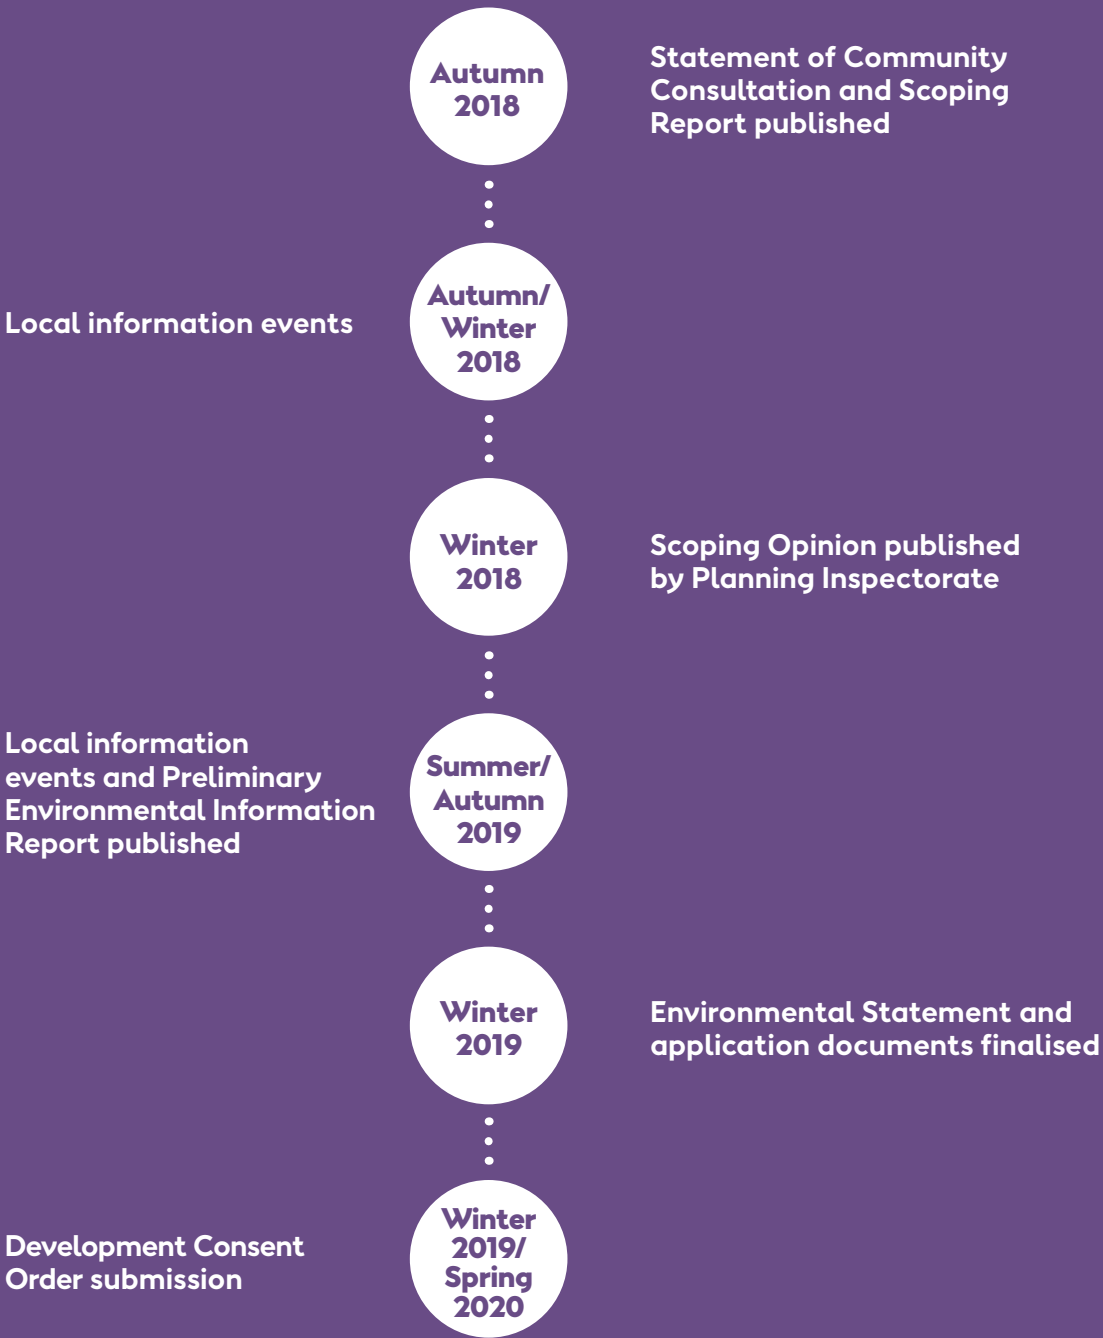 Autumn
2018
Statement of Community
Consultation and Scoping
Report published
Local information events
Autumn/
Winter
2018
Winter
2018
Scoping Opinion published
by Planning Inspectorate
Local information
events and Preliminary
Environmental Information
Report published
Summer/
Autumn
2019
Winter
2019
Environmental Statement and
application documents finalised
Development Consent
Order submission
Winter
2019/
Spring
2020